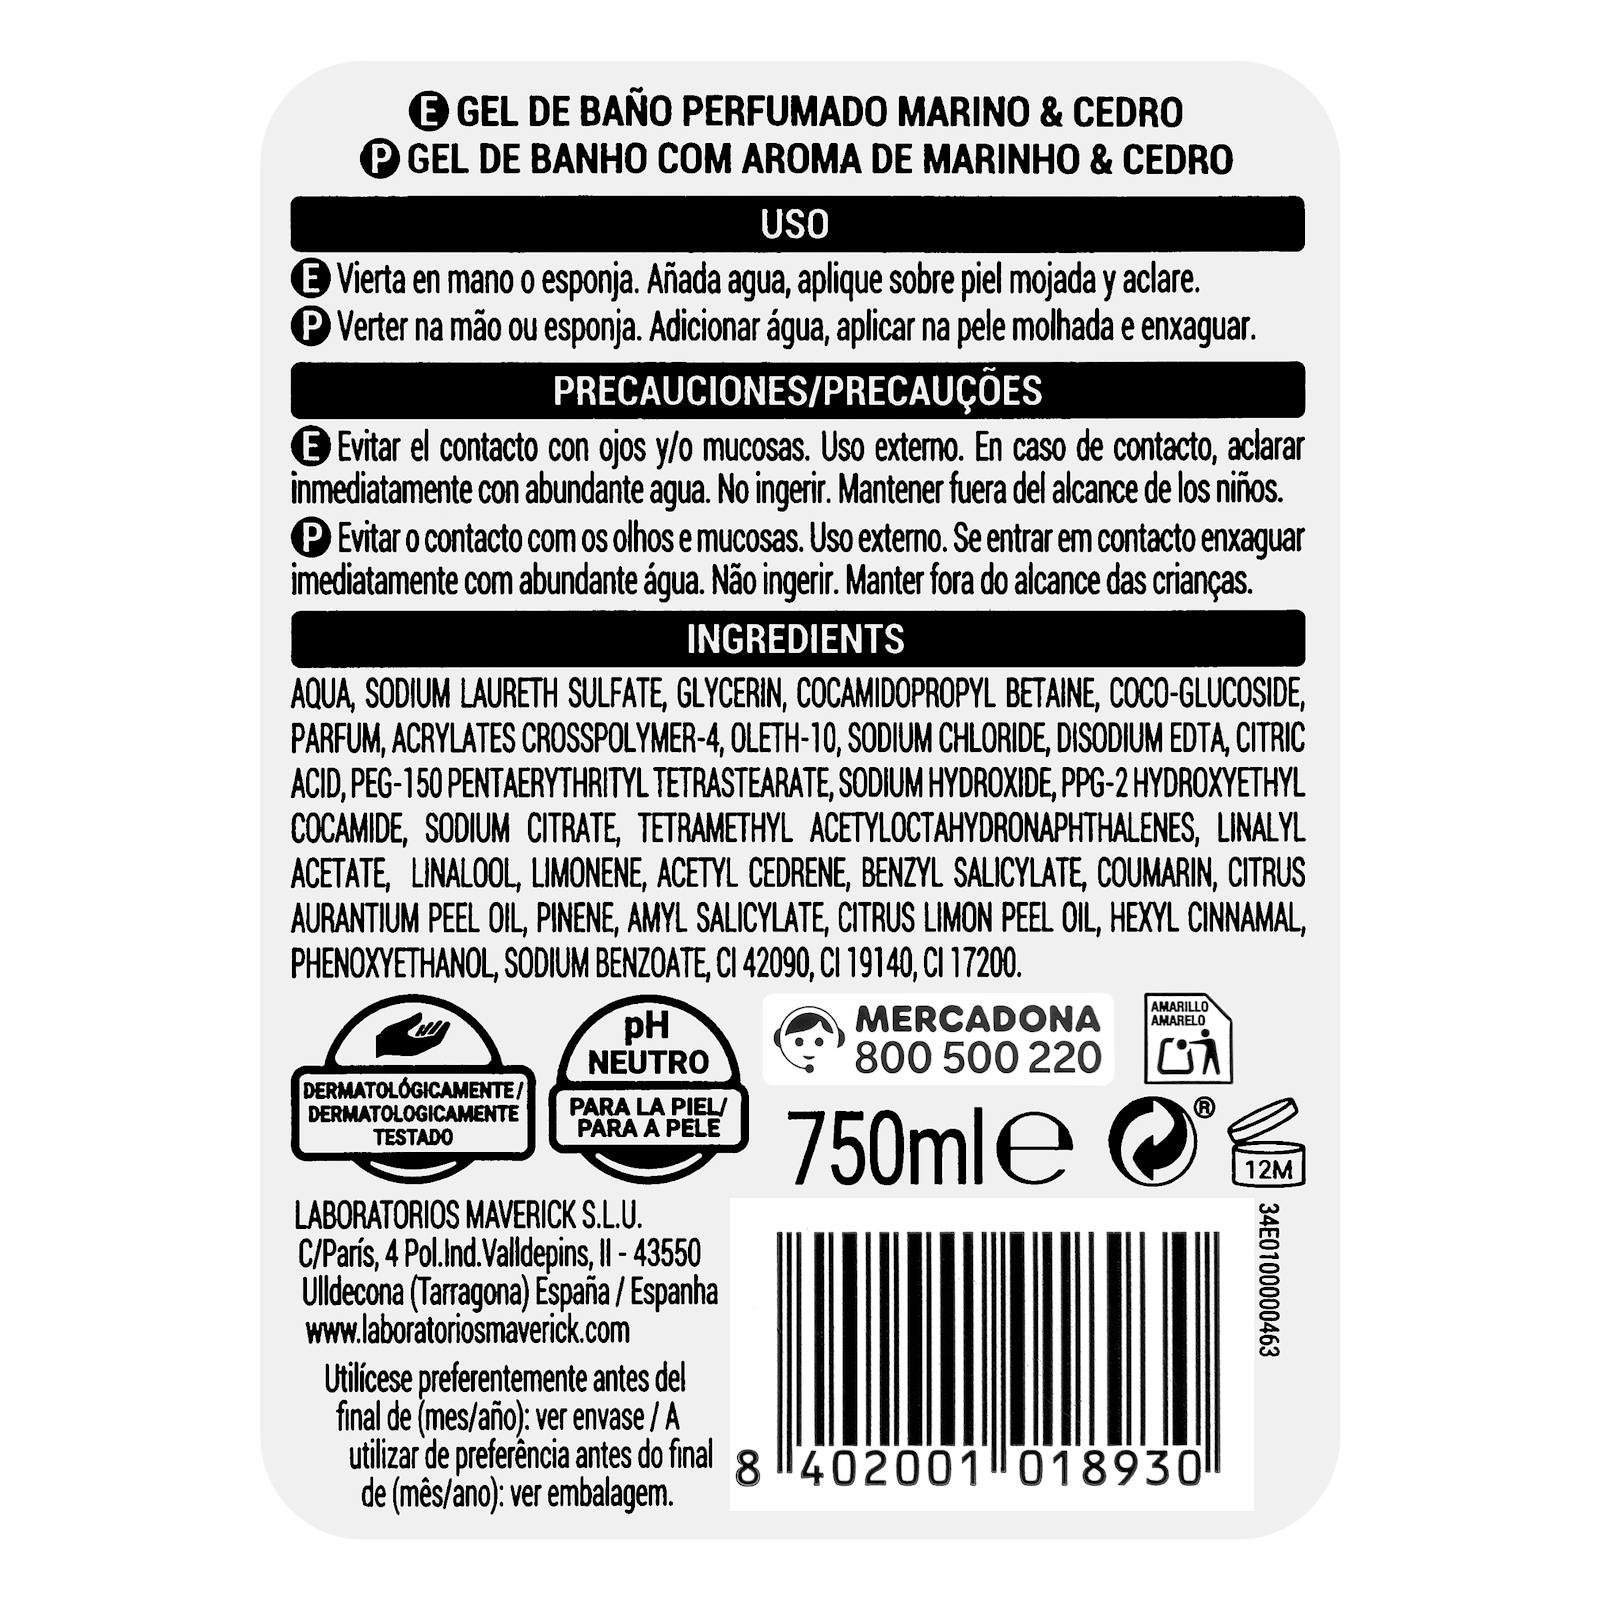 E GEL DE BAÑO PERFUMADO MARINO & CEDRO
P GEL DE BANHO COM AROMA DE MARINHO & CEDRO
USO
E Vierta en mano o esponja. Añada agua, aplique sobre piel mojada y aclare.
P Verter na mão ou esponja. Adicionar água, aplicar na pele molhada e enxaguar.
PRECAUCIONES/PRECAUÇÕES
E Evitar el contacto con ojos y/o mucosas. Uso externo. En caso de contacto, aclarar
inmediatamente con abundante agua. No ingerir. Mantener fuera del alcance de los niños.
P Evitar o contacto com os olhos e mucosas. Uso externo. Se entrar em contacto enxaguar
imediatamente com abundante água. Não ingerir. Manter fora do alcance das crianças.
INGREDIENTS
AQUA, SODIUM LAURETH SULFATE, GLYCERIN, COCAMIDOPROPYL BETAINE, COCO-GLUCOSIDE,
PARFUM, ACRYLATES CROSSPOLYMER-4, OLETH-10, SODIUM CHLORIDE, DISODIUM EDTA, CITRIC
ACID, PEG-150 PENTAERYTHRITYL TETRASTEARATE, SODIUM HYDROXIDE, PPG-2 HYDROXYETHYL
COCAMIDE, SODIUM CITRATE, TETRAMETHYL ACETYLOCTAHYDRONAPHTHALENES, LINALYL
ACETATE, LINALOOL, LIMONENE, ACETYL CEDRENE, BENZYL SALICYLATE, COUMARIN, CITRUS
AURANTIUM PEEL OIL, PINENE, AMYL SALICYLATE, CITRUS LIMON PEEL OIL, HEXYL CINNAMAL,
PHENOXYETHANOL, SODIUM BENZOATE, CI 42090, CI 19140, CI 17200.
DERMATOLÓGICAMENTE/
DERMATOLOGICAMENTE
TESTADO
pH
NEUTRO
PARA LA PIEL/
PARA A PELE
MERCADONA
800 500 220
AMARILLO
AMARELO
750ml e
®
12M
LABORATORIOS MAVERICK S.L.U.
C/París, 4 Pol.Ind.Valldepins, II - 43550
Ulldecona (Tarragona) España / Espanha
www.laboratoriosmaverick.com
Utilícese preferentemente antes del
final de (mes/año): ver envase / A
utilizar de preferência antes do final
de (mês/ano): ver embalagem.
8 402001 018930
34E0100000463